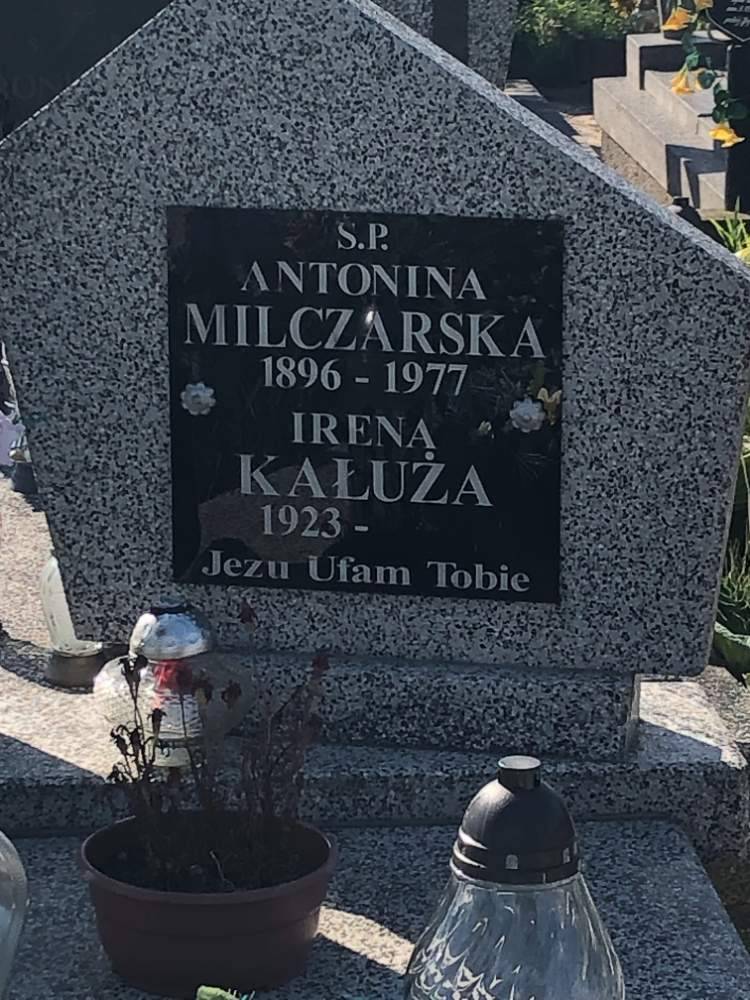 S.P.
ANTONINA
MILCZARSKA
1896 - 1977
IRENA
KAŁUŻA
1923 -
Jezu Ufam Tobie